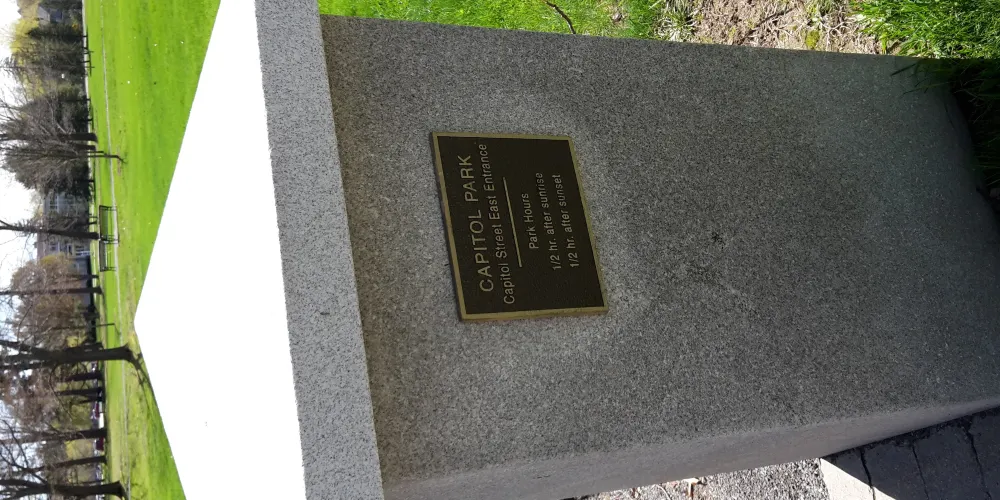 CAPITOL PARK
Capitol Street East Entrance
Park Hours
1/2 hr. after sunrise
1/2 hr. after sunset